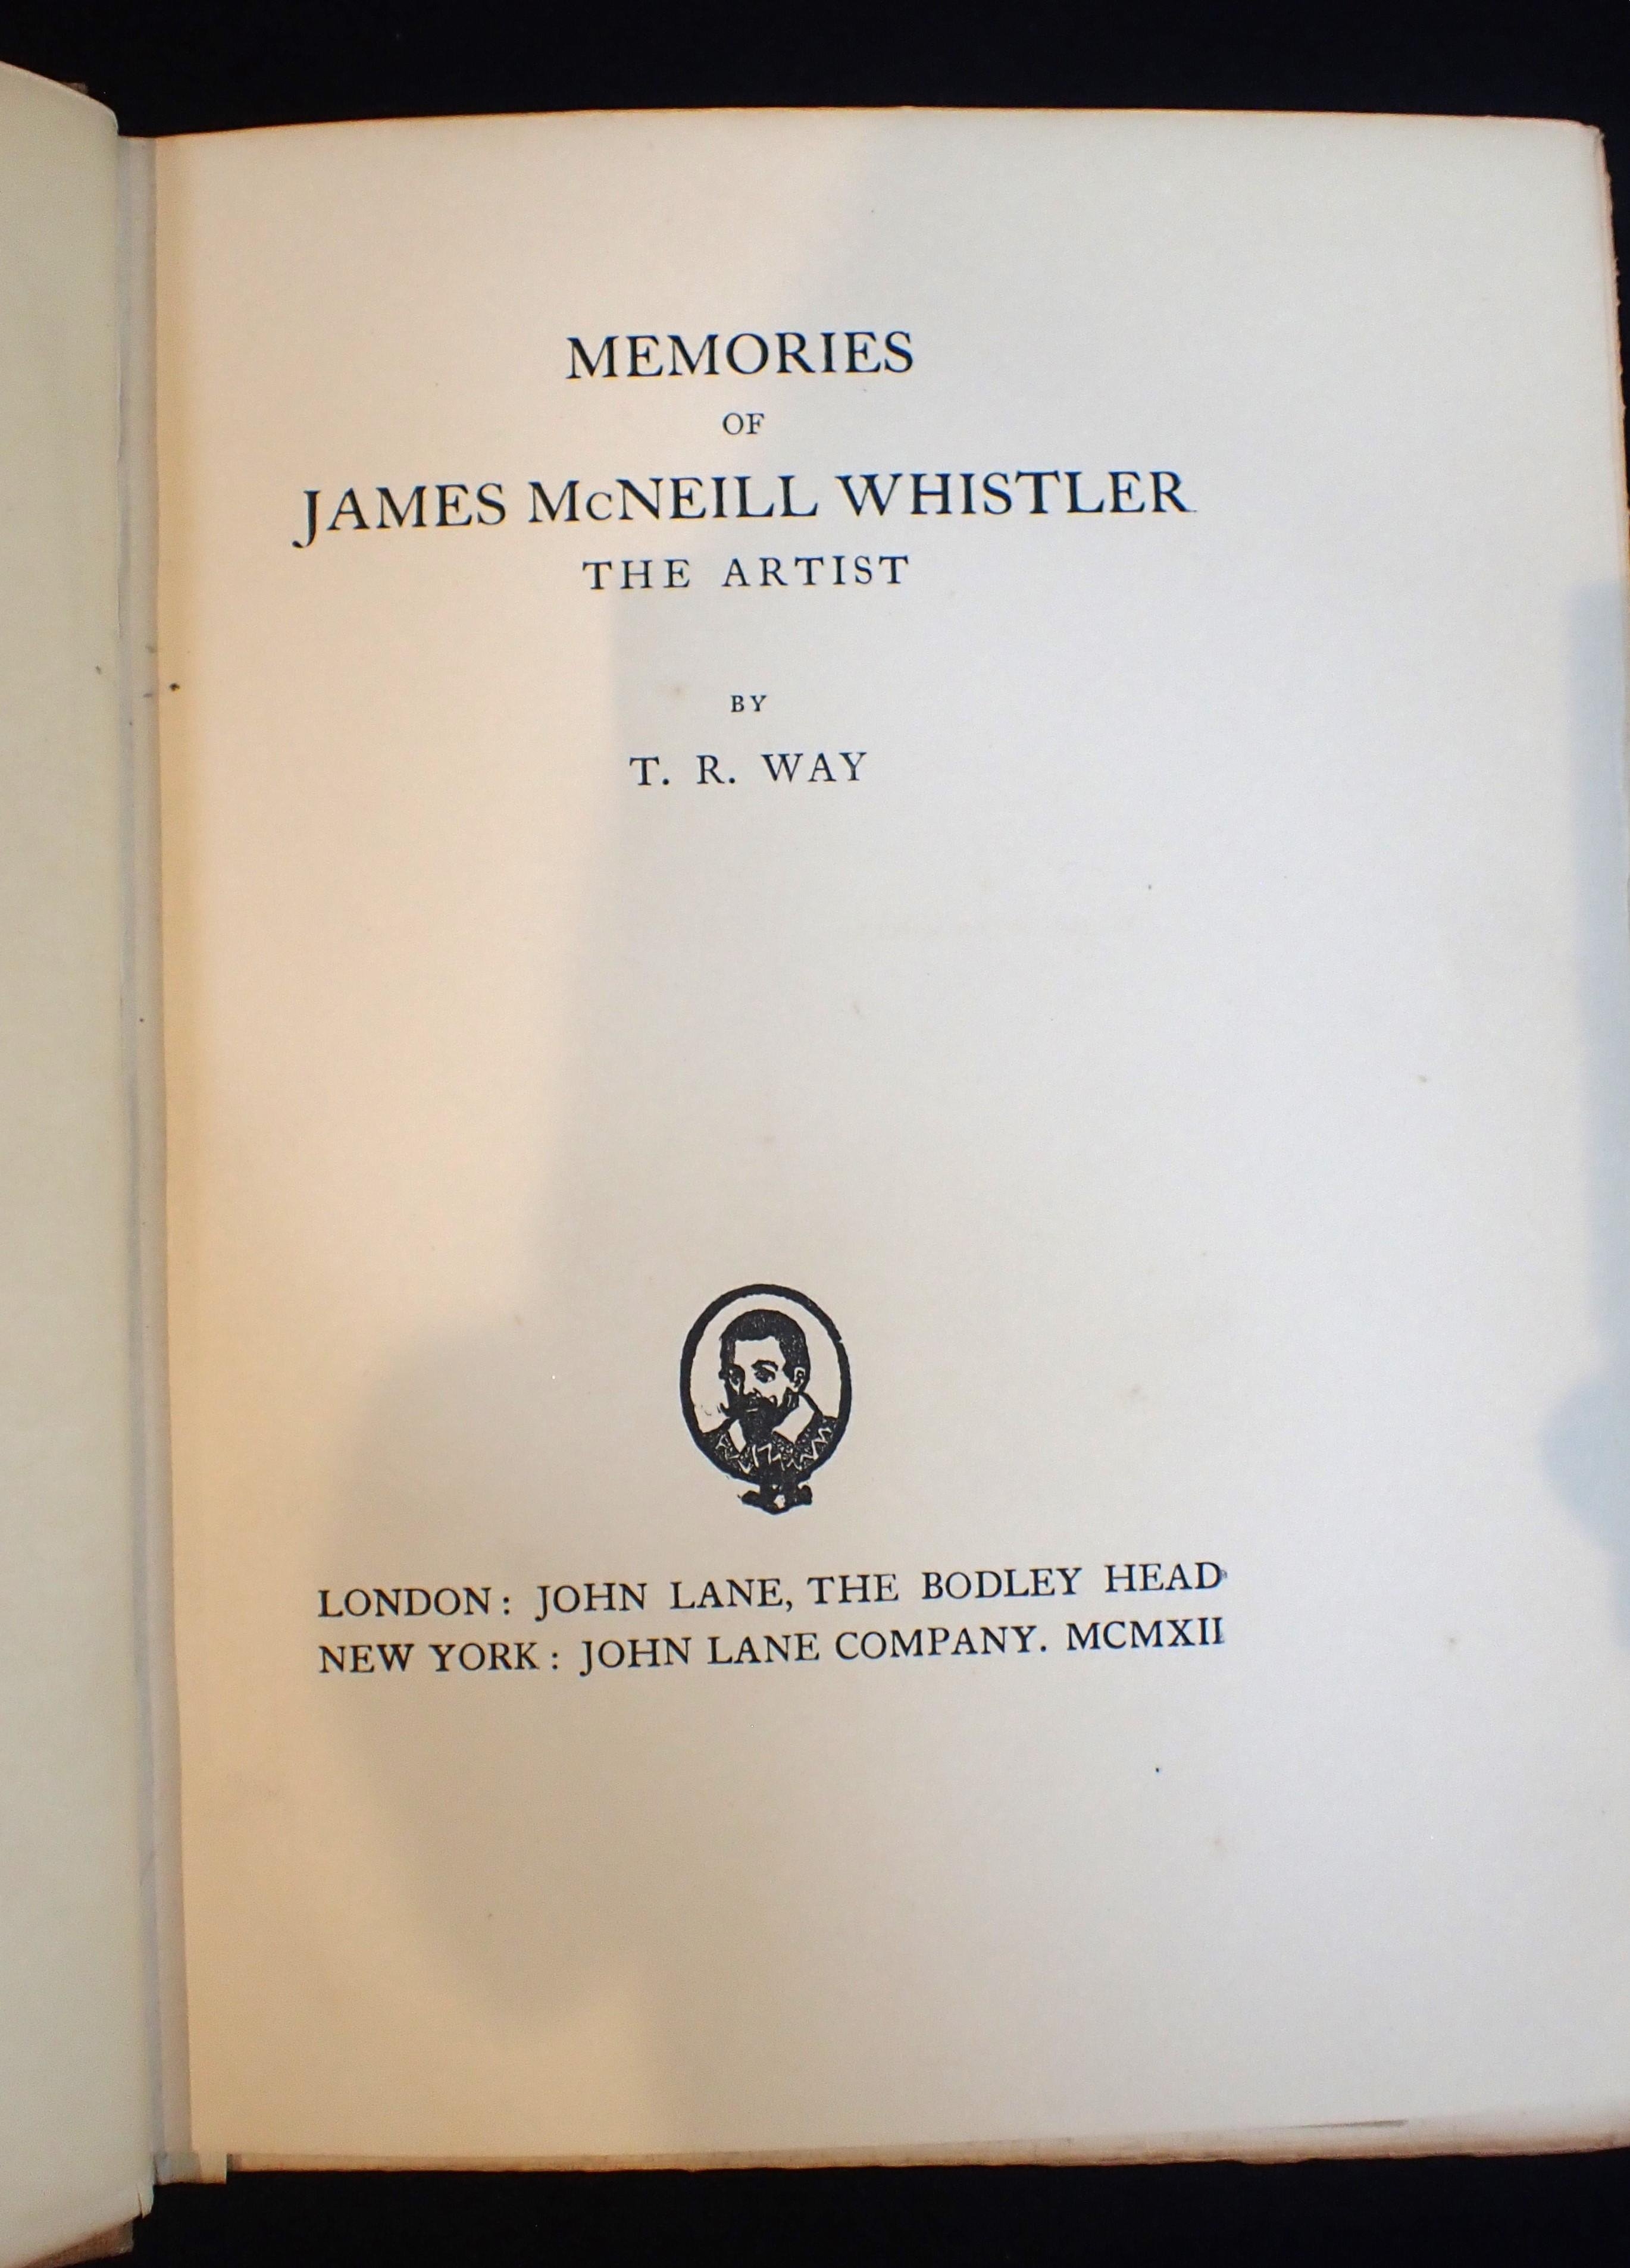 MEMORIES
OF
JAMES McNEILL WHISTLER
THE ARTIST
BY
T. R. WAY
LONDON: JOHN LANE, THE BODLEY HEAD
NEW YORK: JOHN LANE COMPANY. MCMXII